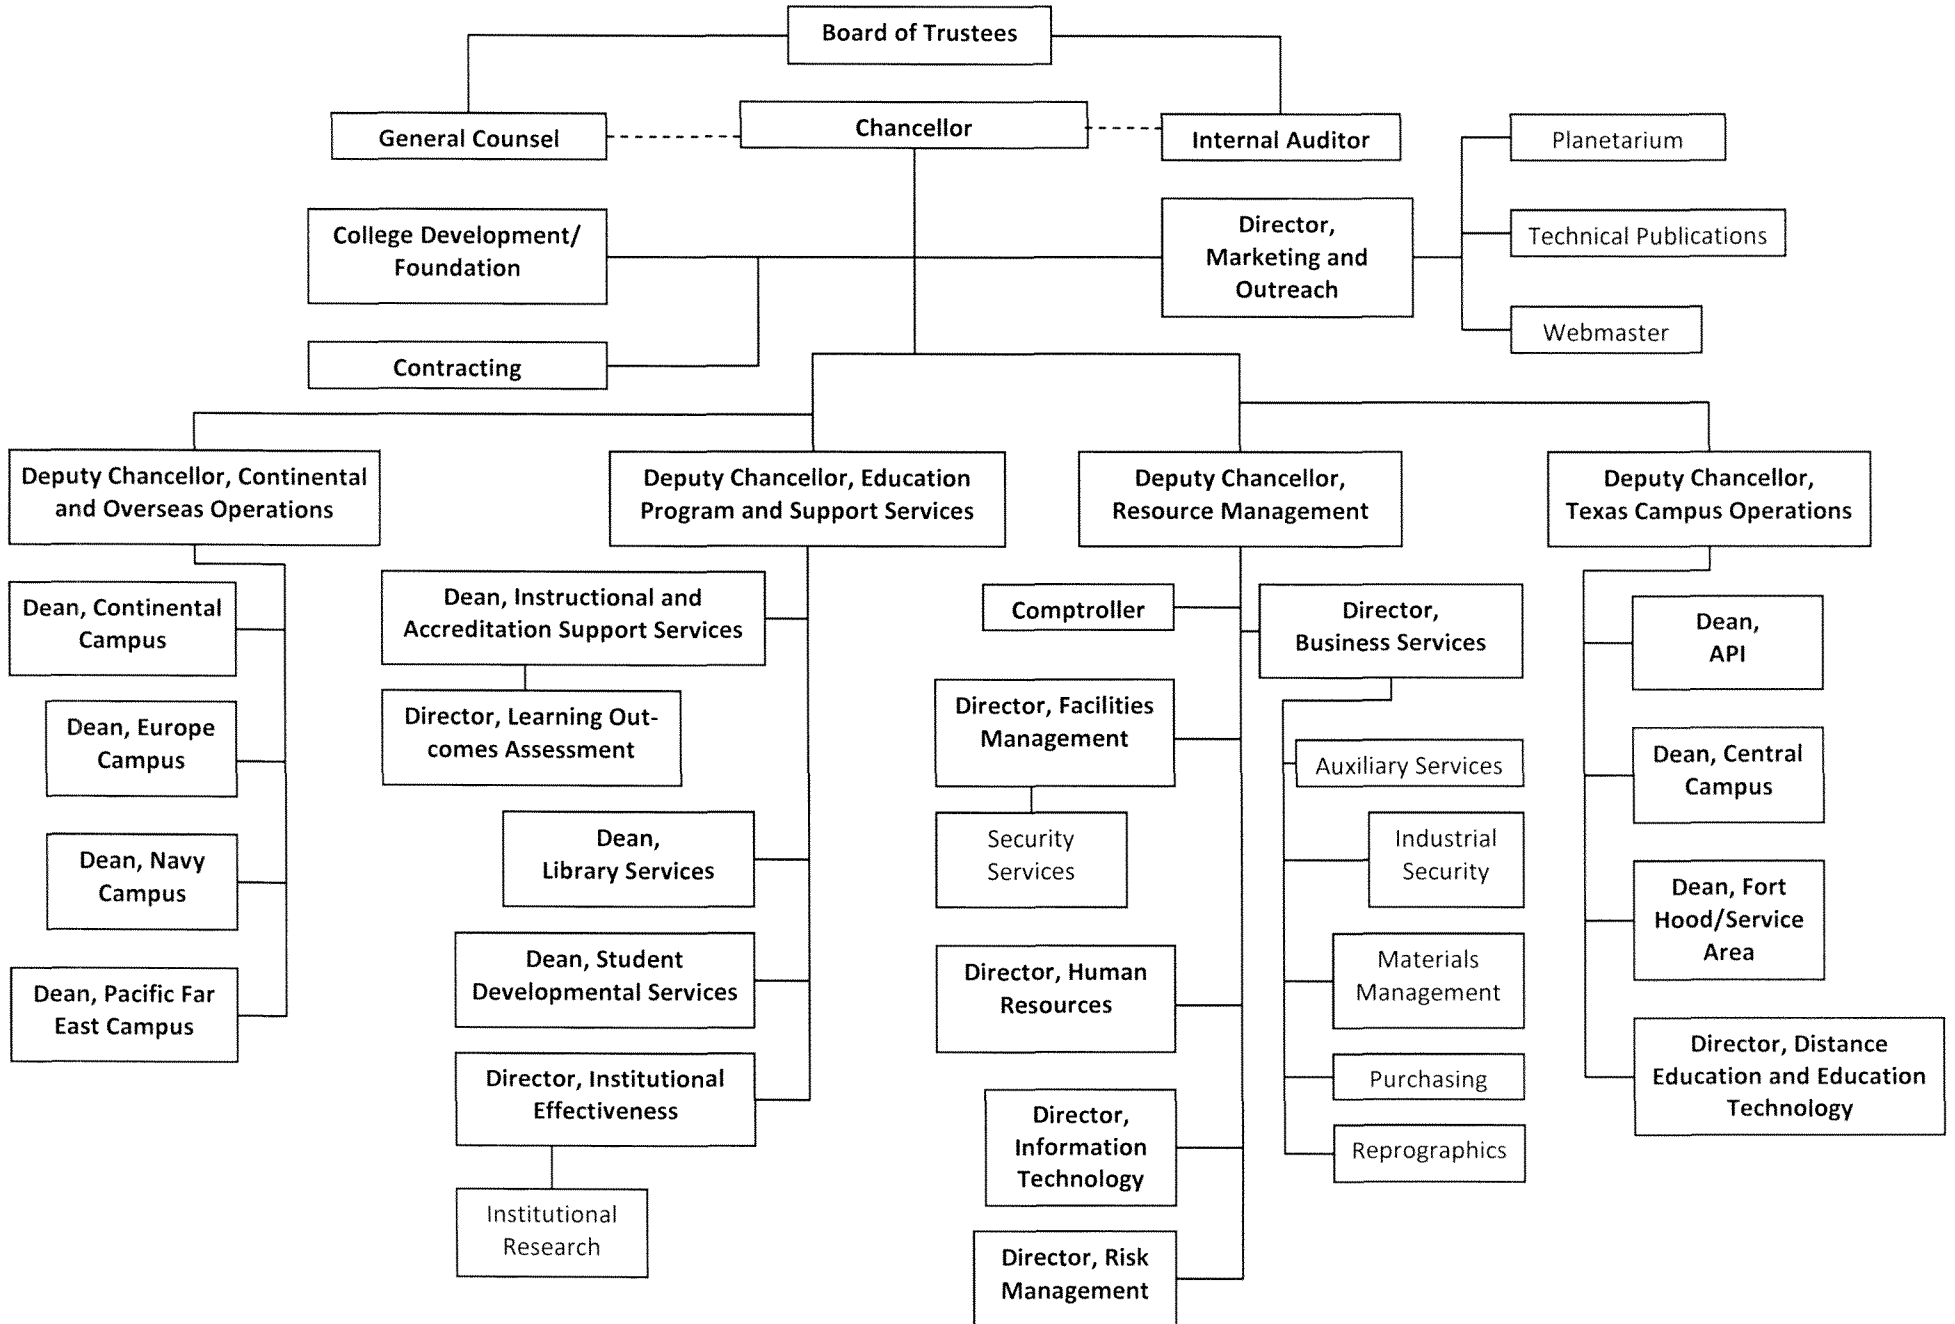 Board of Trustees
General Counsel
Chancellor
Internal Auditor
Planetarium
College Development/
Foundation
Director,
Marketing and
Outreach
Technical Publications
Webmaster
Contracting
Deputy Chancellor, Continental
and Overseas Operations
Deputy Chancellor, Education
Program and Support Services
Deputy Chancellor,
Resource Management
Deputy Chancellor,
Texas Campus Operations
Dean, Continental
Campus
Dean, Europe
Campus
Dean, Navy
Campus
Dean, Pacific Far
East Campus
Dean, Instructional and
Accreditation Support Services
Director, Learning Out-
comes Assessment
Dean,
Library Services
Dean, Student
Developmental Services
Director, Institutional
Effectiveness
Institutional
Research
Comptroller
Director, Facilities
Management
Security
Services
Director, Human
Resources
Director,
Information
Technology
Director, Risk
Management
Director,
Business Services
Auxiliary Services
Industrial
Security
Materials
Management
Purchasing
Reprographics
Dean,
API
Dean, Central
Campus
Dean, Fort
Hood/Service
Area
Director, Distance
Education and Education
Technology